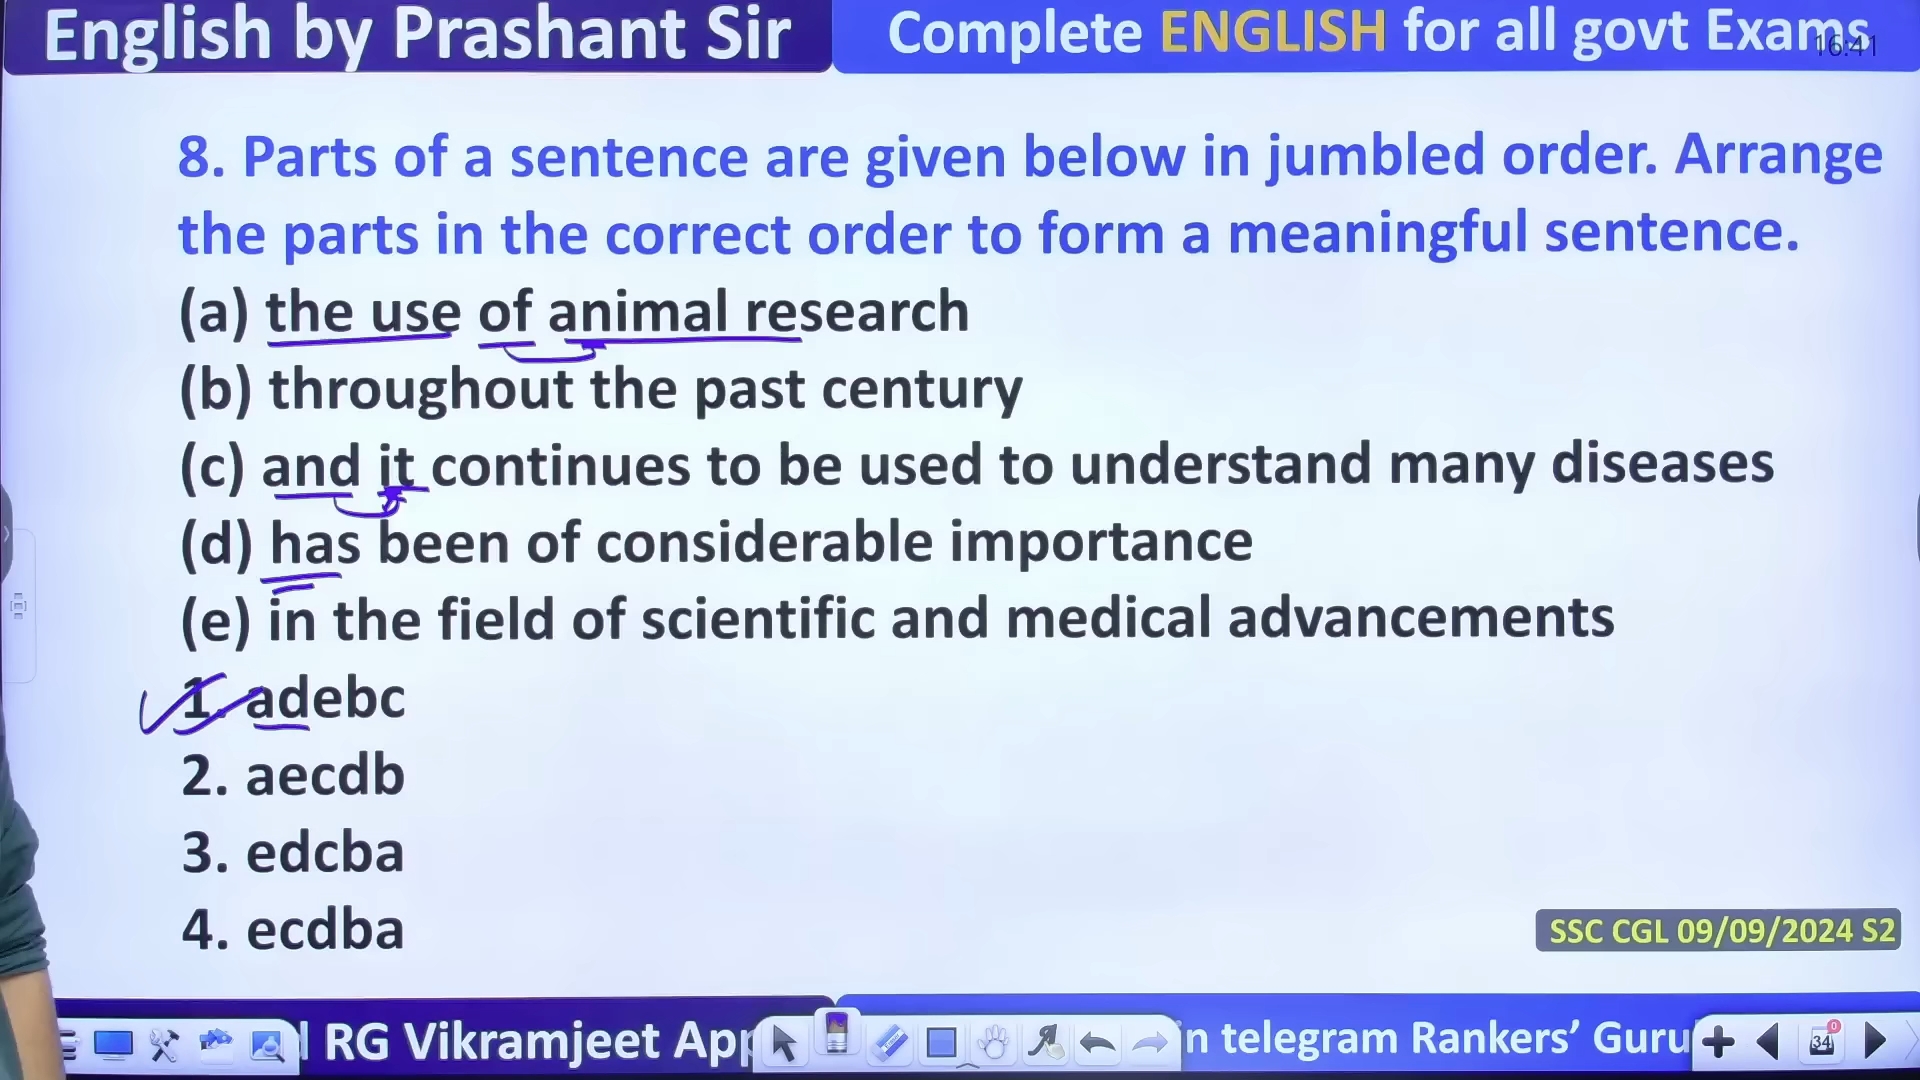 English by Prashant Sir
Complete ENGLISH for all govt Exams
16:41
8. Parts of a sentence are given below in jumbled order. Arrange
the parts in the correct order to form a meaningful sentence.
(a) the use of animal research
(b) throughout the past century
(c) and it continues to be used to understand many diseases
(d) has been of considerable importance
(e) in the field of scientific and medical advancements
1. adebc
2. aecdb
3. edcba
4. ecdba
SSC CGL 09/09/2024 S2
RG Vikramjeet App
in telegram Rankers’ Guru
34
0